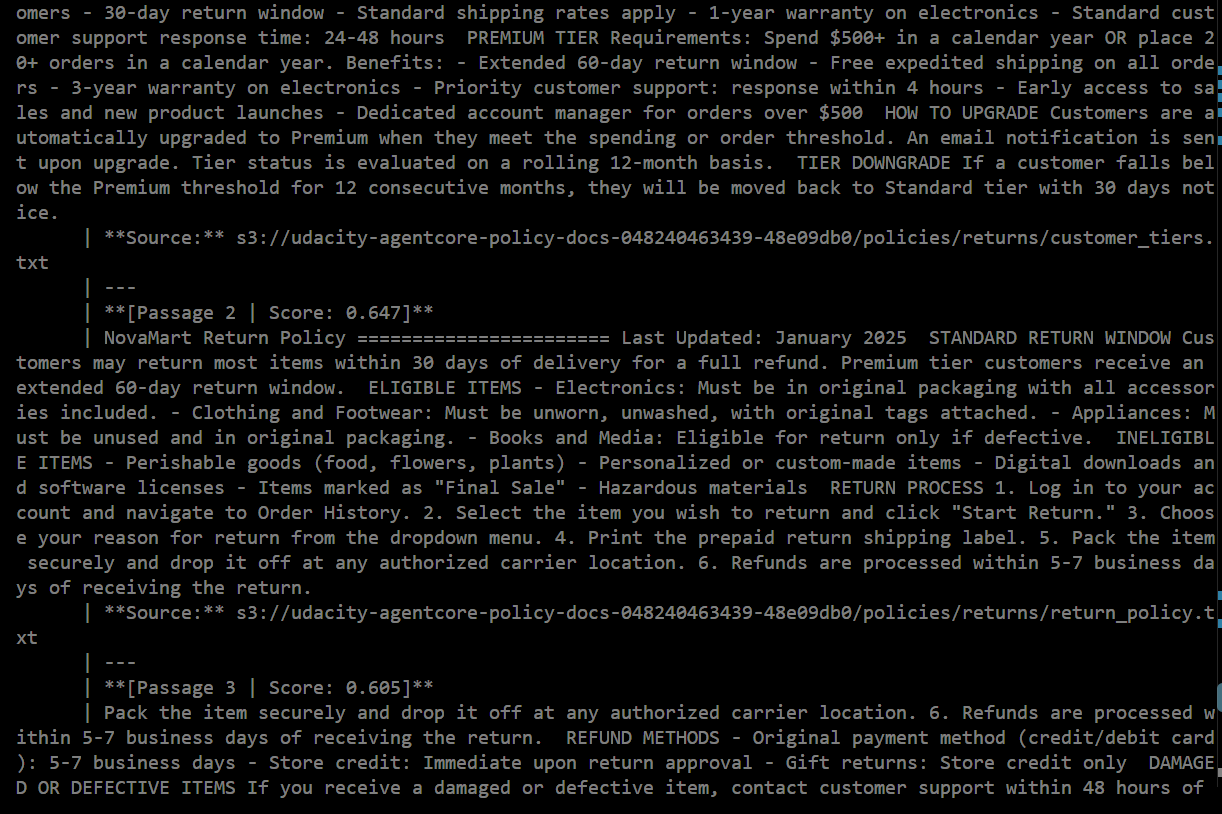 omers - 30-day return window - Standard shipping rates apply - 1-year warranty on electronics - Standard cust
omer support response time: 24-48 hours  PREMIUM TIER Requirements: Spend $500+ in a calendar year OR place 2
0+ orders in a calendar year. Benefits: - Extended 60-day return window - Free expedited shipping on all orde
rs - 3-year warranty on electronics - Priority customer support: response within 4 hours - Early access to sa
les and new product launches - Dedicated account manager for orders over $500  HOW TO UPGRADE Customers are a
utomatically upgraded to Premium when they meet the spending or order threshold. An email notification is sen
t upon upgrade. Tier status is evaluated on a rolling 12-month basis.  TIER DOWNGRADE If a customer falls bel
ow the Premium threshold for 12 consecutive months, they will be moved back to Standard tier with 30 days not
ice.
| **Source:** s3://udacity-agentcore-policy-docs-048240463439-48e09db0/policies/returns/customer_tiers.
txt
| ---
| **[Passage 2 | Score: 0.647]**
| NovaMart Return Policy ======================= Last Updated: January 2025  STANDARD RETURN WINDOW Cus
tomers may return most items within 30 days of delivery for a full refund. Premium tier customers receive an
extended 60-day return window.  ELIGIBLE ITEMS - Electronics: Must be in original packaging with all accessor
ies included. - Clothing and Footwear: Must be unworn, unwashed, with original tags attached. - Appliances: M
ust be unused and in original packaging. - Books and Media: Eligible for return only if defective.  INELIGIBL
E ITEMS - Perishable goods (food, flowers, plants) - Personalized or custom-made items - Digital downloads an
d software licenses - Items marked as "Final Sale" - Hazardous materials  RETURN PROCESS 1. Log in to your ac
count and navigate to Order History. 2. Select the item you wish to return and click "Start Return." 3. Choos
e your reason for return from the dropdown menu. 4. Print the prepaid return shipping label. 5. Pack the item
 securely and drop it off at any authorized carrier location. 6. Refunds are processed within 5-7 business da
ys of receiving the return.
| **Source:** s3://udacity-agentcore-policy-docs-048240463439-48e09db0/policies/returns/return_policy.t
xt
| ---
| **[Passage 3 | Score: 0.605]**
| Pack the item securely and drop it off at any authorized carrier location. 6. Refunds are processed w
ithin 5-7 business days of receiving the return.  REFUND METHODS - Original payment method (credit/debit card
): 5-7 business days - Store credit: Immediate upon return approval - Gift returns: Store credit only  DAMAGE
D OR DEFECTIVE ITEMS If you receive a damaged or defective item, contact customer support within 48 hours of